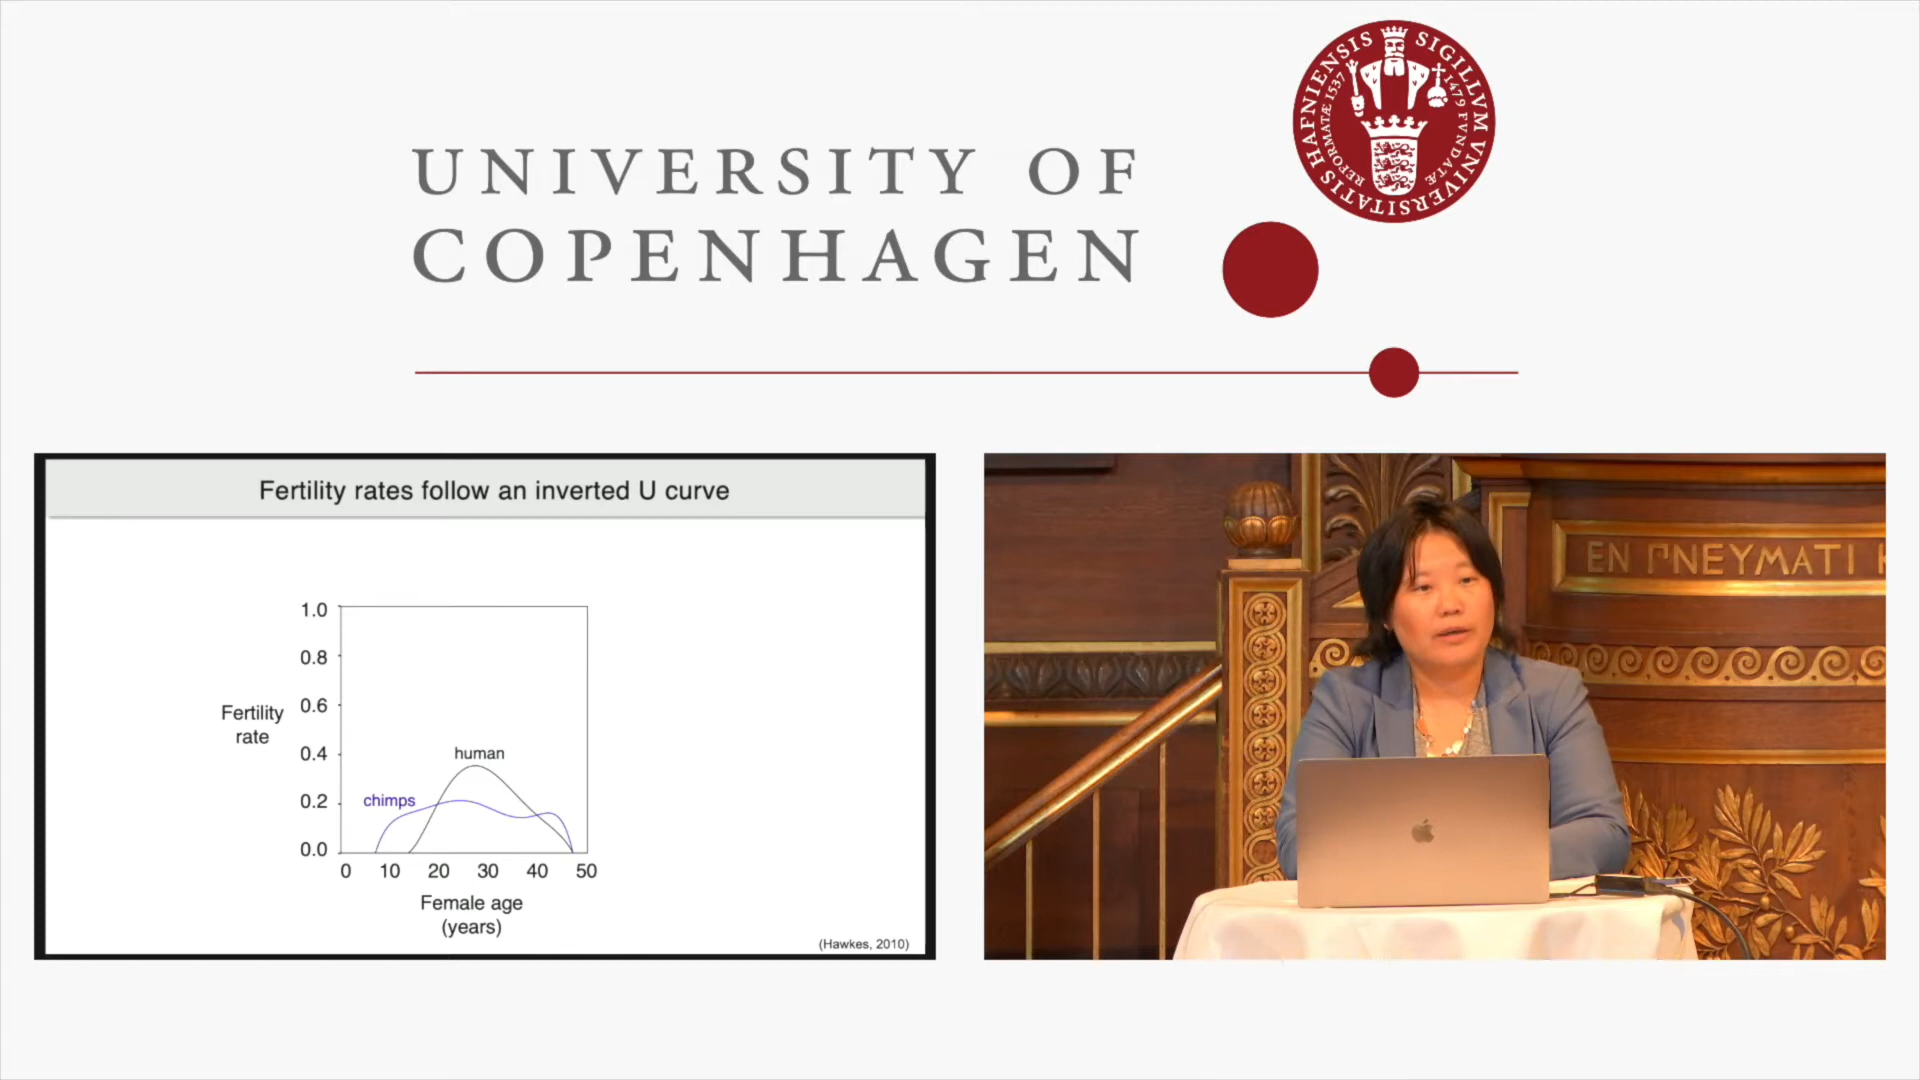 UNIVERSITY OF
COPENHAGEN
SIGILLVM VNIVERSITATIS HAFNIENSIS
1479 FVNDATÆ
REFORMATÆ 1537
Fertility rates follow an inverted U curve
1.0
0.8
0.6
0.4
0.2
0.0
Fertility
rate
human
chimps
0 10 20 30 40 50
Female age
(years)
(Hawkes, 2010)
EN ΠNEYMATI